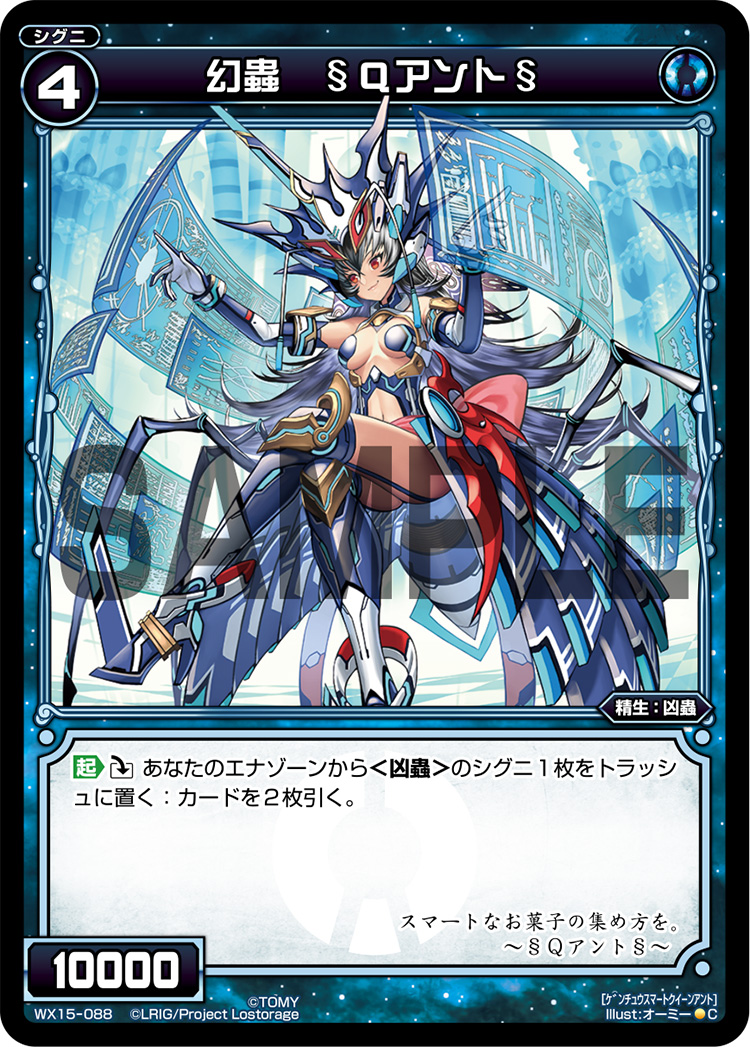 シグニ
4
幻蟲 §Qアント§
SAMPLE
精生：凶蟲
起 あなたのエナゾーンから<凶蟲>のシグニ１枚をトラッシ
ュに置く：カードを２枚引く。
スマートなお菓子の集め方を。
～§Qアント§～
10000
©TOMY
[ｹﾞﾝﾁｭｳｽﾏｰﾄｸｲｰﾝｱﾝﾄ]
WX15-088 ©LRIG/Project Lostorage
Illust:オーミー C